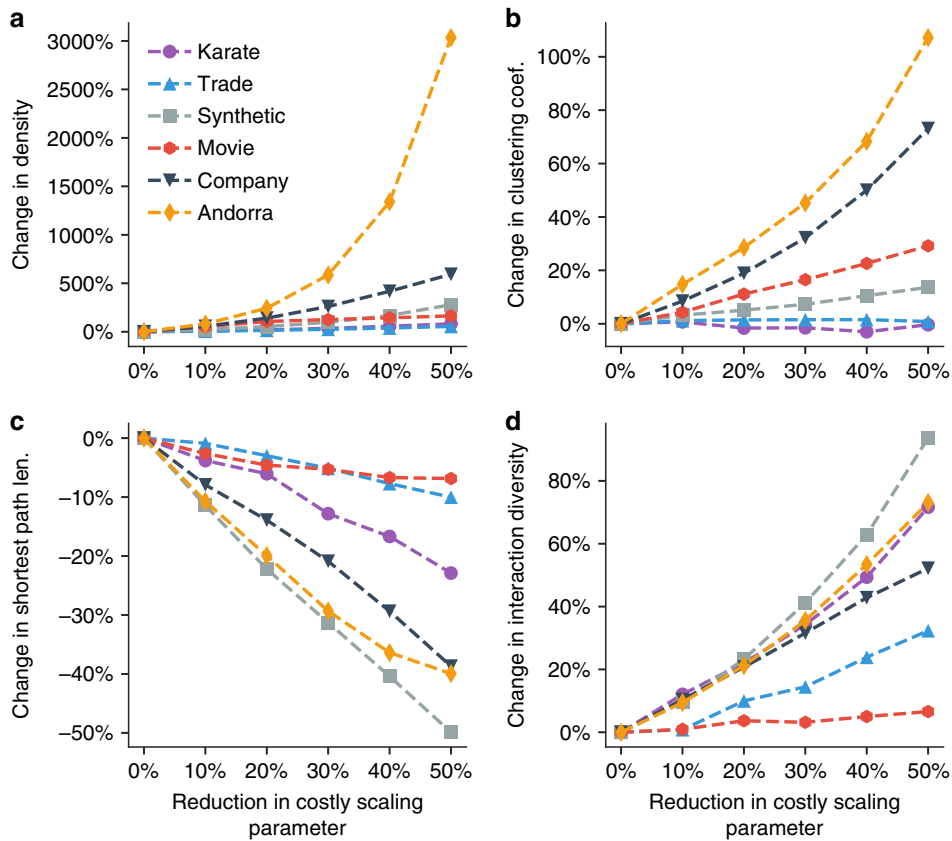 a
3000%
2500%
2000%
1500%
1000%
500%
0%
Change in density
Karate
Trade
Synthetic
Movie
Company
Andorra
0% 10% 20% 30% 40% 50%
b
100%
80%
60%
40%
20%
0%
Change in clustering coef.
0% 10% 20% 30% 40% 50%
c
0%
−10%
−20%
−30%
−40%
−50%
Change in shortest path len.
0% 10% 20% 30% 40% 50%
Reduction in costly scaling
parameter
d
80%
60%
40%
20%
0%
Change in interaction diversity
0% 10% 20% 30% 40% 50%
Reduction in costly scaling
parameter